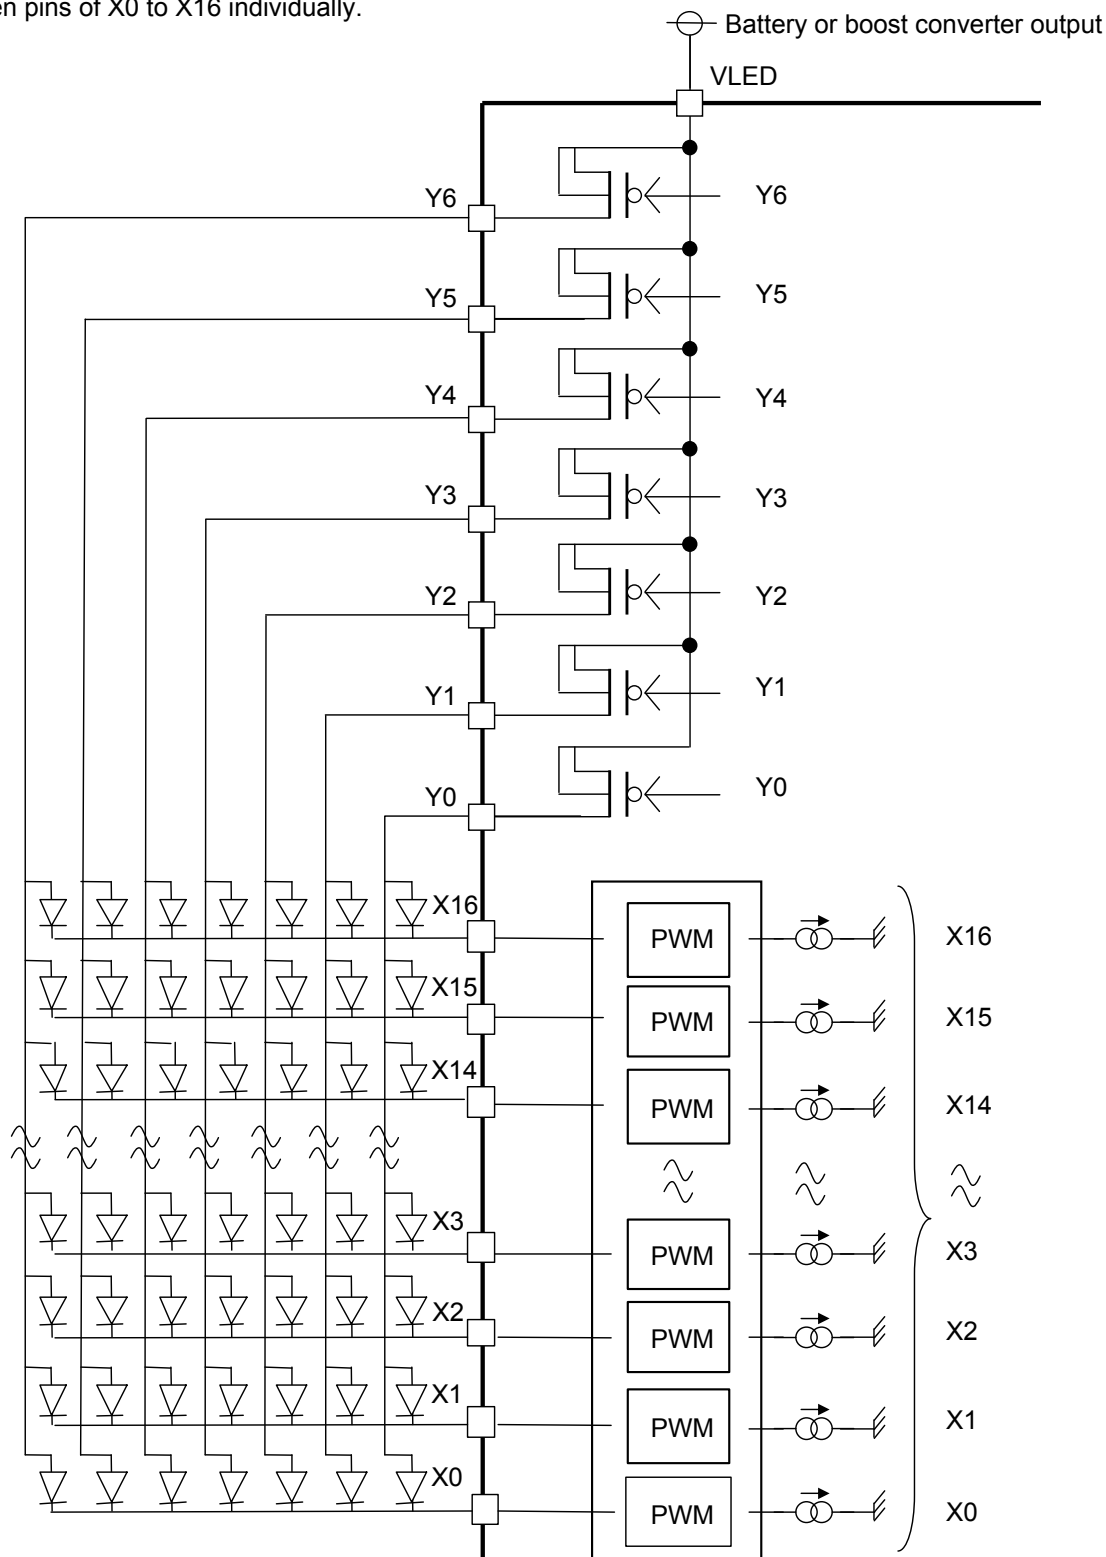 en pins of X0 to X16 individually.
Battery or boost converter output
VLED
Y6 Y6
Y5 Y5
Y4 Y4
Y3 Y3
Y2 Y2
Y1 Y1
Y0 Y0
X16 PWM X16
X15 PWM X15
X14 PWM X14
X3 PWM X3
X2 PWM X2
X1 PWM X1
X0 PWM X0